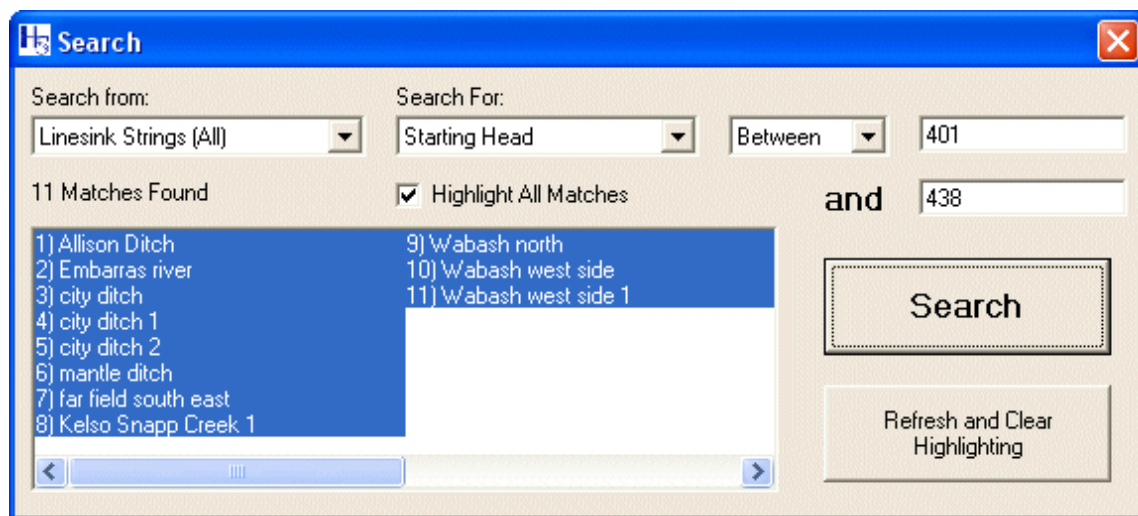 Search
Search from:
Search For:
Linesink Strings (All)
Starting Head
Between
401
11 Matches Found
Highlight All Matches
and
438
1) Allison Ditch
2) Embarras river
3) city ditch
4) city ditch 1
5) city ditch 2
6) mantle ditch
7) far field south east
8) Kelso Snapp Creek 1
9) Wabash north
10) Wabash west side
11) Wabash west side 1
Search
Refresh and Clear
Highlighting